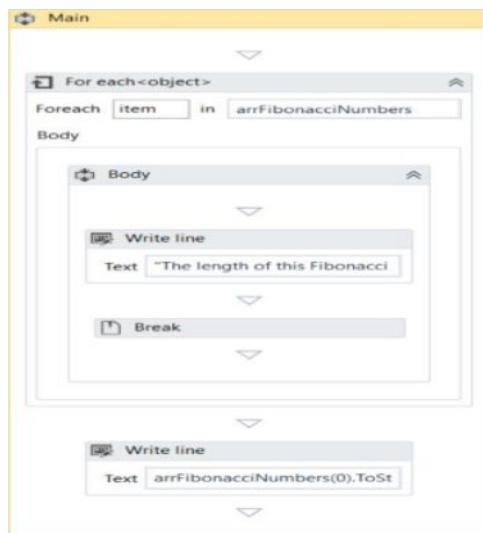 Main
For each<object>
Foreach item in arrFibonacciNumbers
Body
Body
Write line
Text "The length of this Fibonacci
Break
Write line
Text arrFibonacciNumbers(0).ToSt